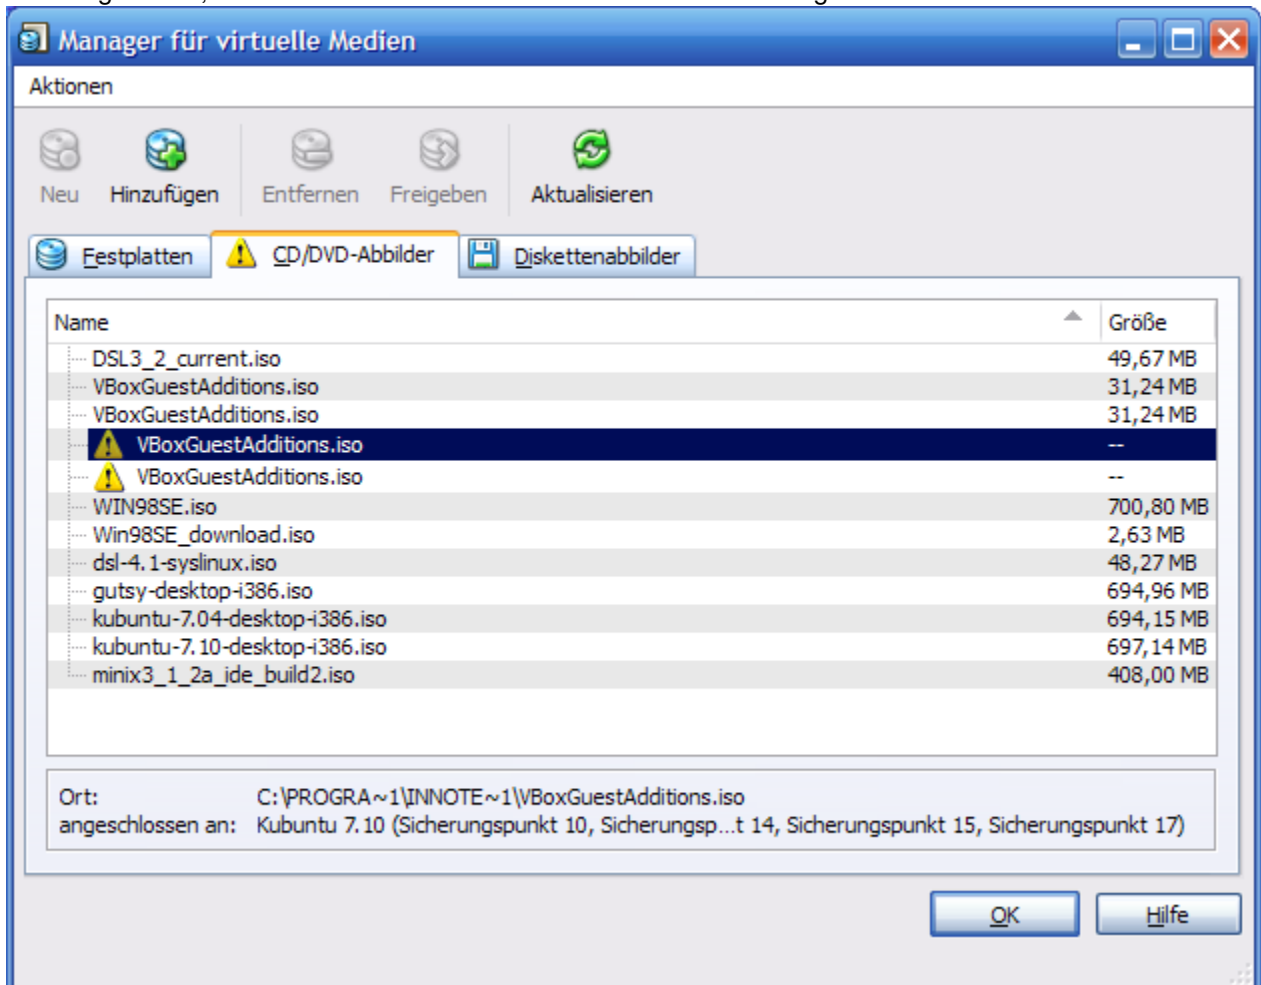 Manager für virtuelle Medien
Aktionen
Neu Hinzufügen Entfernen Freigeben Aktualisieren
Festplatten CD/DVD-Abbilder Diskettenabbilder
Name Größe
DSL3_2_current.iso 49,67 MB
VBoxGuestAdditions.iso 31,24 MB
VBoxGuestAdditions.iso 31,24 MB
VBoxGuestAdditions.iso --
VBoxGuestAdditions.iso --
WIN98SE.iso 700,80 MB
Win98SE_download.iso 2,63 MB
dsl-4.1-syslinux.iso 48,27 MB
gutsy-desktop-i386.iso 694,96 MB
kubuntu-7.04-desktop-i386.iso 694,15 MB
kubuntu-7.10-desktop-i386.iso 697,14 MB
minix3_1_2a_ide_build2.iso 408,00 MB
Ort: C:\PROGRA~1\INNOTE~1\VBoxGuestAdditions.iso
angeschlossen an: Kubuntu 7.10 (Sicherungspunkt 10, Sicherungsp...t 14, Sicherungspunkt 15, Sicherungspunkt 17)
OK Hilfe